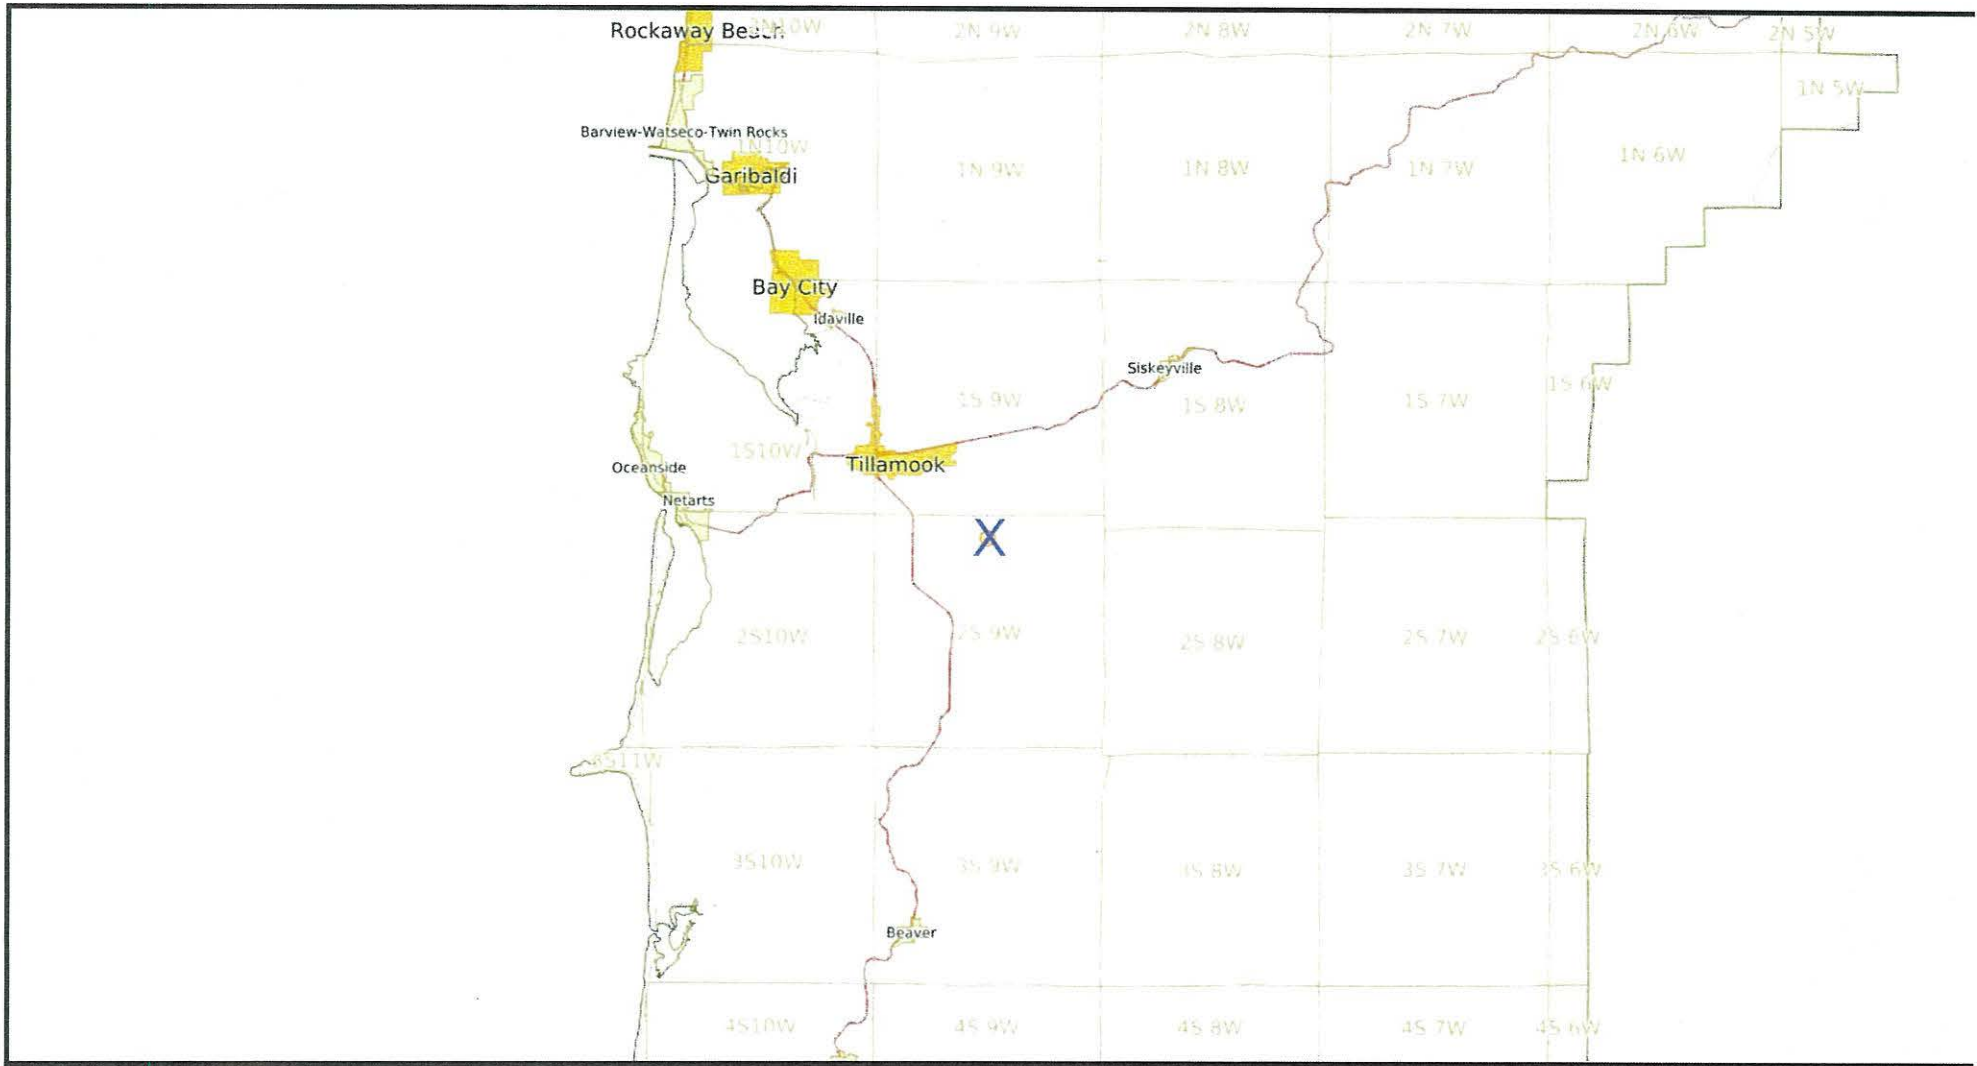 Rockaway Beach
2N10W
2N 9W
2N 8W
2N 7W
2N 6W
2N 5W
1N 5W
Barview-Watseco-Twin Rocks
1N10W
Garibaldi
1N 9W
1N 8W
1N 7W
1N 6W
Bay City
Idaville
Siskeyville
1S 9W
1S 8W
1S 7W
1S 6W
1S10W
Tillamook
Oceanside
Netarts
X
2S10W
2S 9W
2S 8W
2S 7W
2S 6W
3S11W
3S10W
3S 9W
3S 8W
3S 7W
3S 6W
Beaver
4S10W
4S 9W
4S 8W
4S 7W
4S 6W